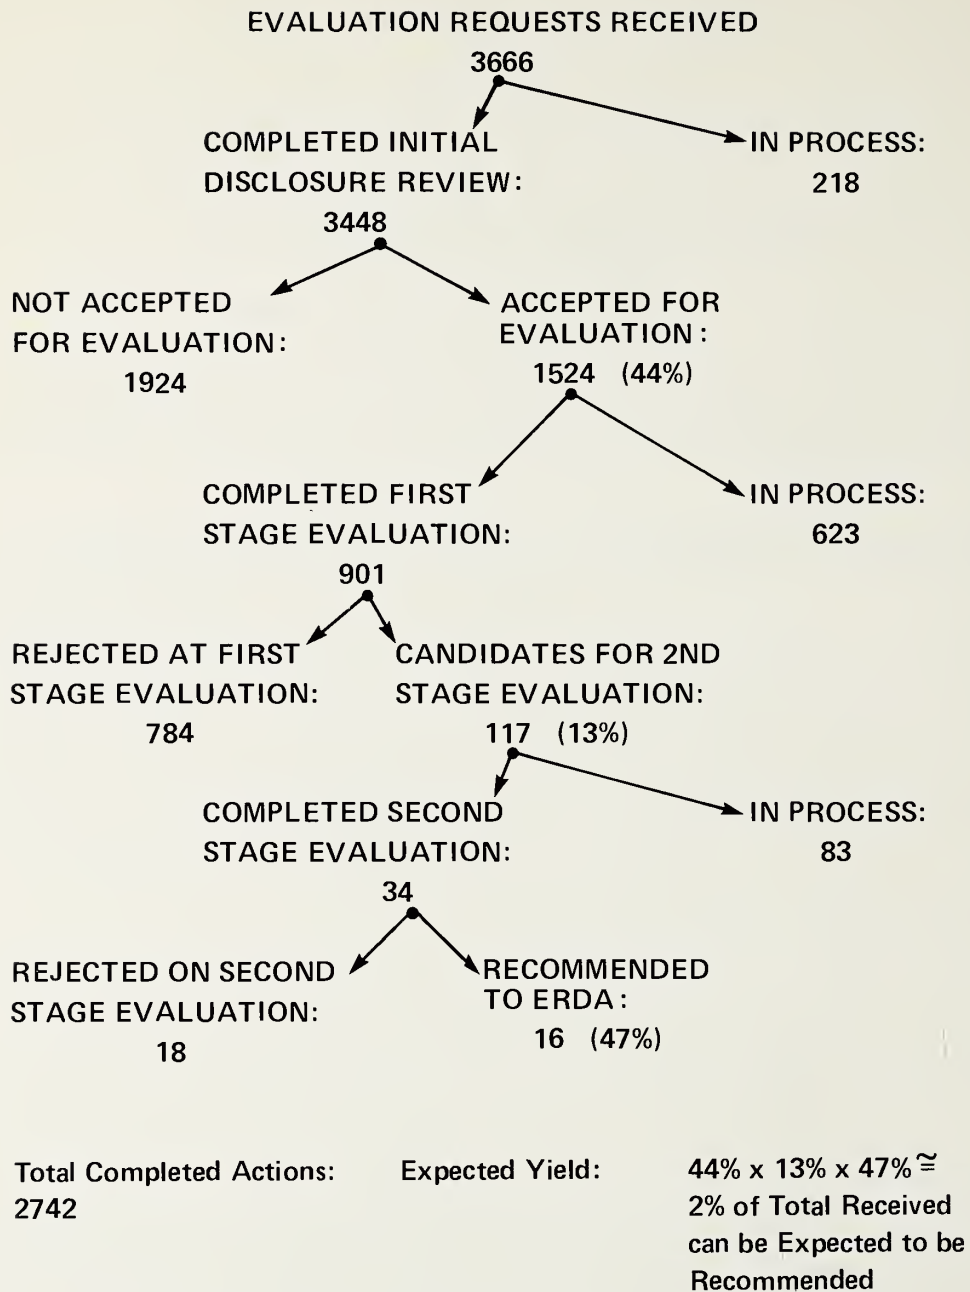 EVALUATION REQUESTS RECEIVED
3666
COMPLETED INITIAL
DISCLOSURE REVIEW:
3448
IN PROCESS:
218
NOT ACCEPTED
FOR EVALUATION:
1924
ACCEPTED FOR
EVALUATION:
1524 (44%)
COMPLETED FIRST
STAGE EVALUATION:
901
IN PROCESS:
623
REJECTED AT FIRST
STAGE EVALUATION:
784
CANDIDATES FOR 2ND
STAGE EVALUATION:
117 (13%)
COMPLETED SECOND
STAGE EVALUATION:
34
IN PROCESS:
83
REJECTED ON SECOND
STAGE EVALUATION:
18
RECOMMENDED
TO ERDA:
16 (47%)
Total Completed Actions:
2742
Expected Yield:
44% x 13% x 47% ≅
2% of Total Received
can be Expected to be
Recommended